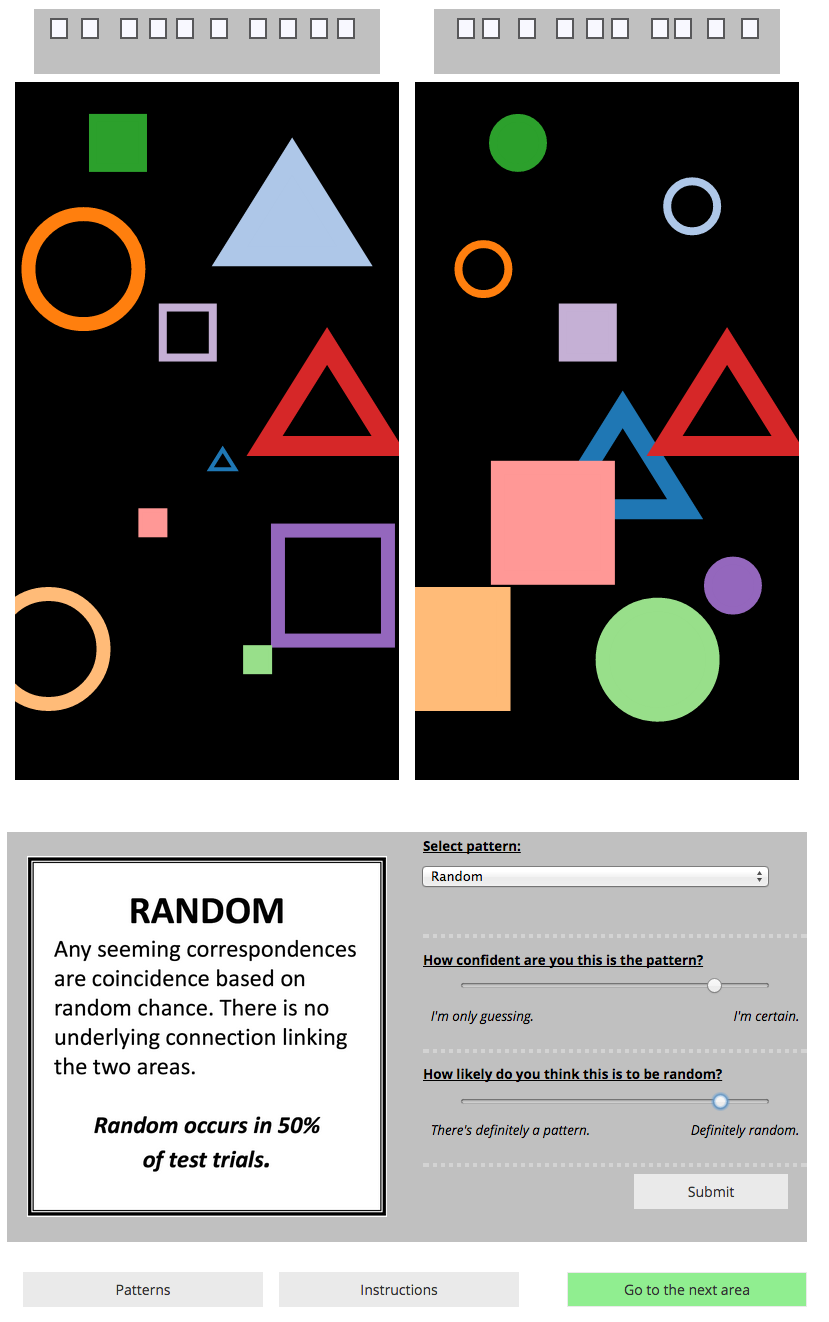 RANDOM
Any seeming correspondences
are coincidence based on
random chance. There is no
underlying connection linking
the two areas.
Random occurs in 50%
of test trials.
Select pattern:
Random
How confident are you this is the pattern?
I'm only guessing.
I'm certain.
How likely do you think this is to be random?
There's definitely a pattern.
Definitely random.
Submit
Patterns
Instructions
Go to the next area